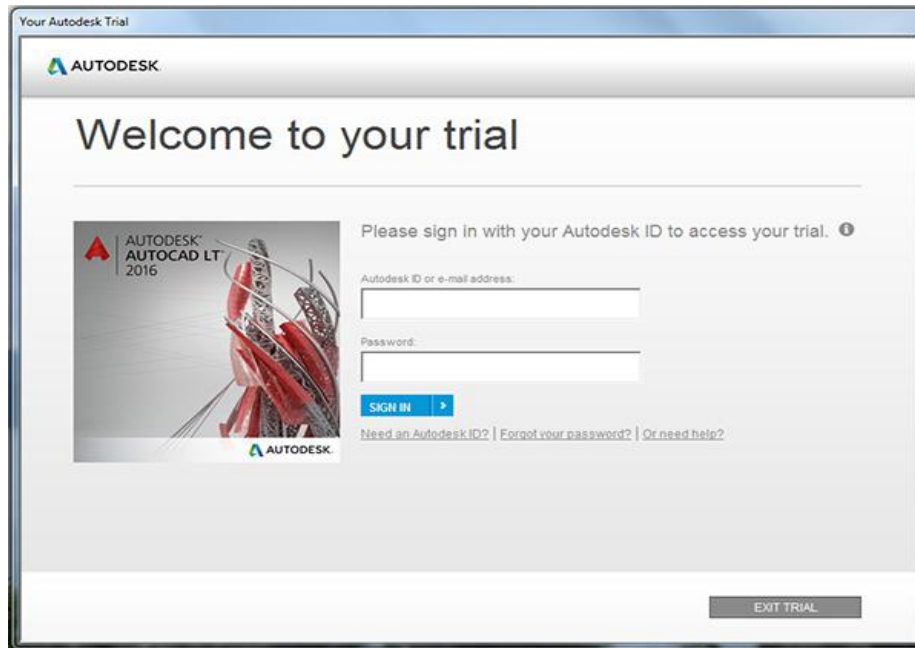 Your Autodesk Trial
AUTODESK.
Welcome to your trial
Please sign in with your Autodesk ID to access your trial.
AUTODESK®
AUTOCAD LT®
2016
Autodesk ID or e-mail address:
Password:
SIGN IN
Need an Autodesk ID? | Forgot your password? | Or need help?
AUTODESK.
EXIT TRIAL